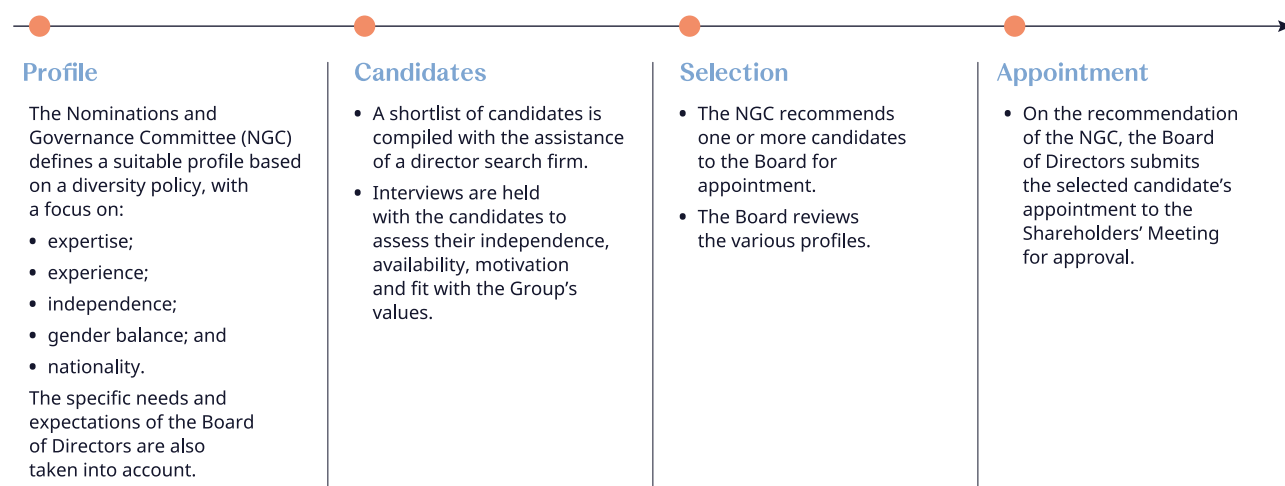 Profile
The Nominations and
Governance Committee (NGC)
defines a suitable profile based
on a diversity policy, with
a focus on:
• expertise;
• experience;
• independence;
• gender balance; and
• nationality.
The specific needs and
expectations of the Board
of Directors are also
taken into account.
Candidates
• A shortlist of candidates is
compiled with the assistance
of a director search firm.
• Interviews are held
with the candidates to
assess their independence,
availability, motivation
and fit with the Group’s
values.
Selection
• The NGC recommends
one or more candidates
to the Board for
appointment.
• The Board reviews
the various profiles.
Appointment
• On the recommendation
of the NGC, the Board
of Directors submits
the selected candidate’s
appointment to the
Shareholders’ Meeting
for approval.